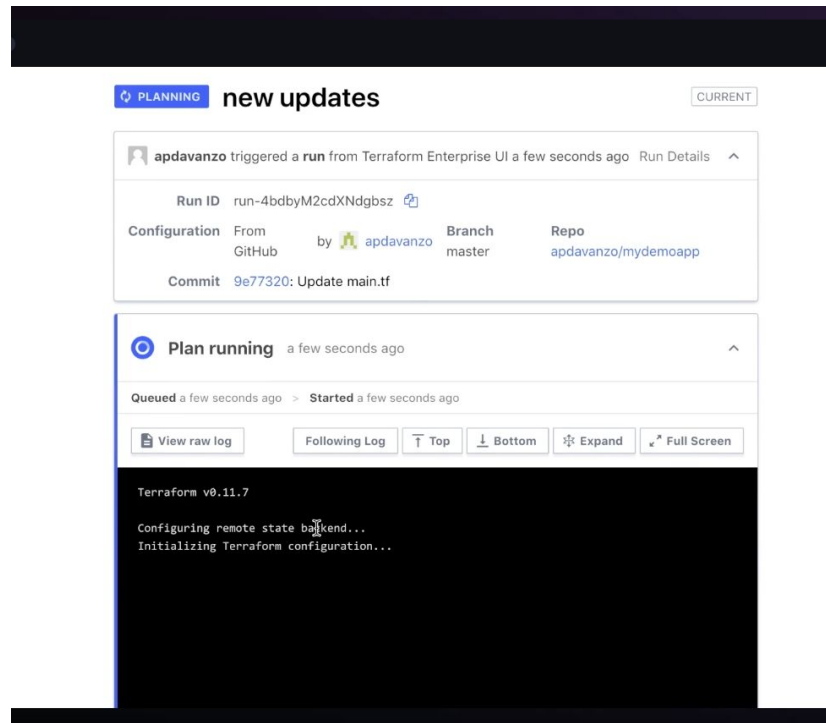 PLANNING new updates CURRENT
apdavanzo triggered a run from Terraform Enterprise UI a few seconds ago Run Details
Run ID run-4bdbyM2cdXNdgbsz
Configuration From GitHub by apdavanzo Branch master Repo apdavanzo/mydemoapp
Commit 9e77320: Update main.tf
Plan running a few seconds ago
Queued a few seconds ago > Started a few seconds ago
View raw log Following Log Top Bottom Expand Full Screen
Terraform v0.11.7
Configuring remote state backend...
Initializing Terraform configuration...